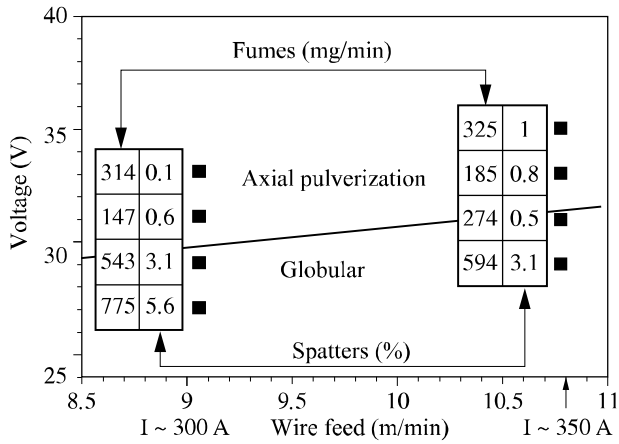 40
Fumes (mg/min)
35
325 1
314 0.1
Axial pulverization
185 0.8
147 0.6
274 0.5
30
543 3.1
Globular
594 3.1
775 5.6
Spatters (%)
25
Voltage (V)
8.5 9 9.5 10 10.5 11
I ~ 300 A
Wire feed (m/min)
I ~ 350 A